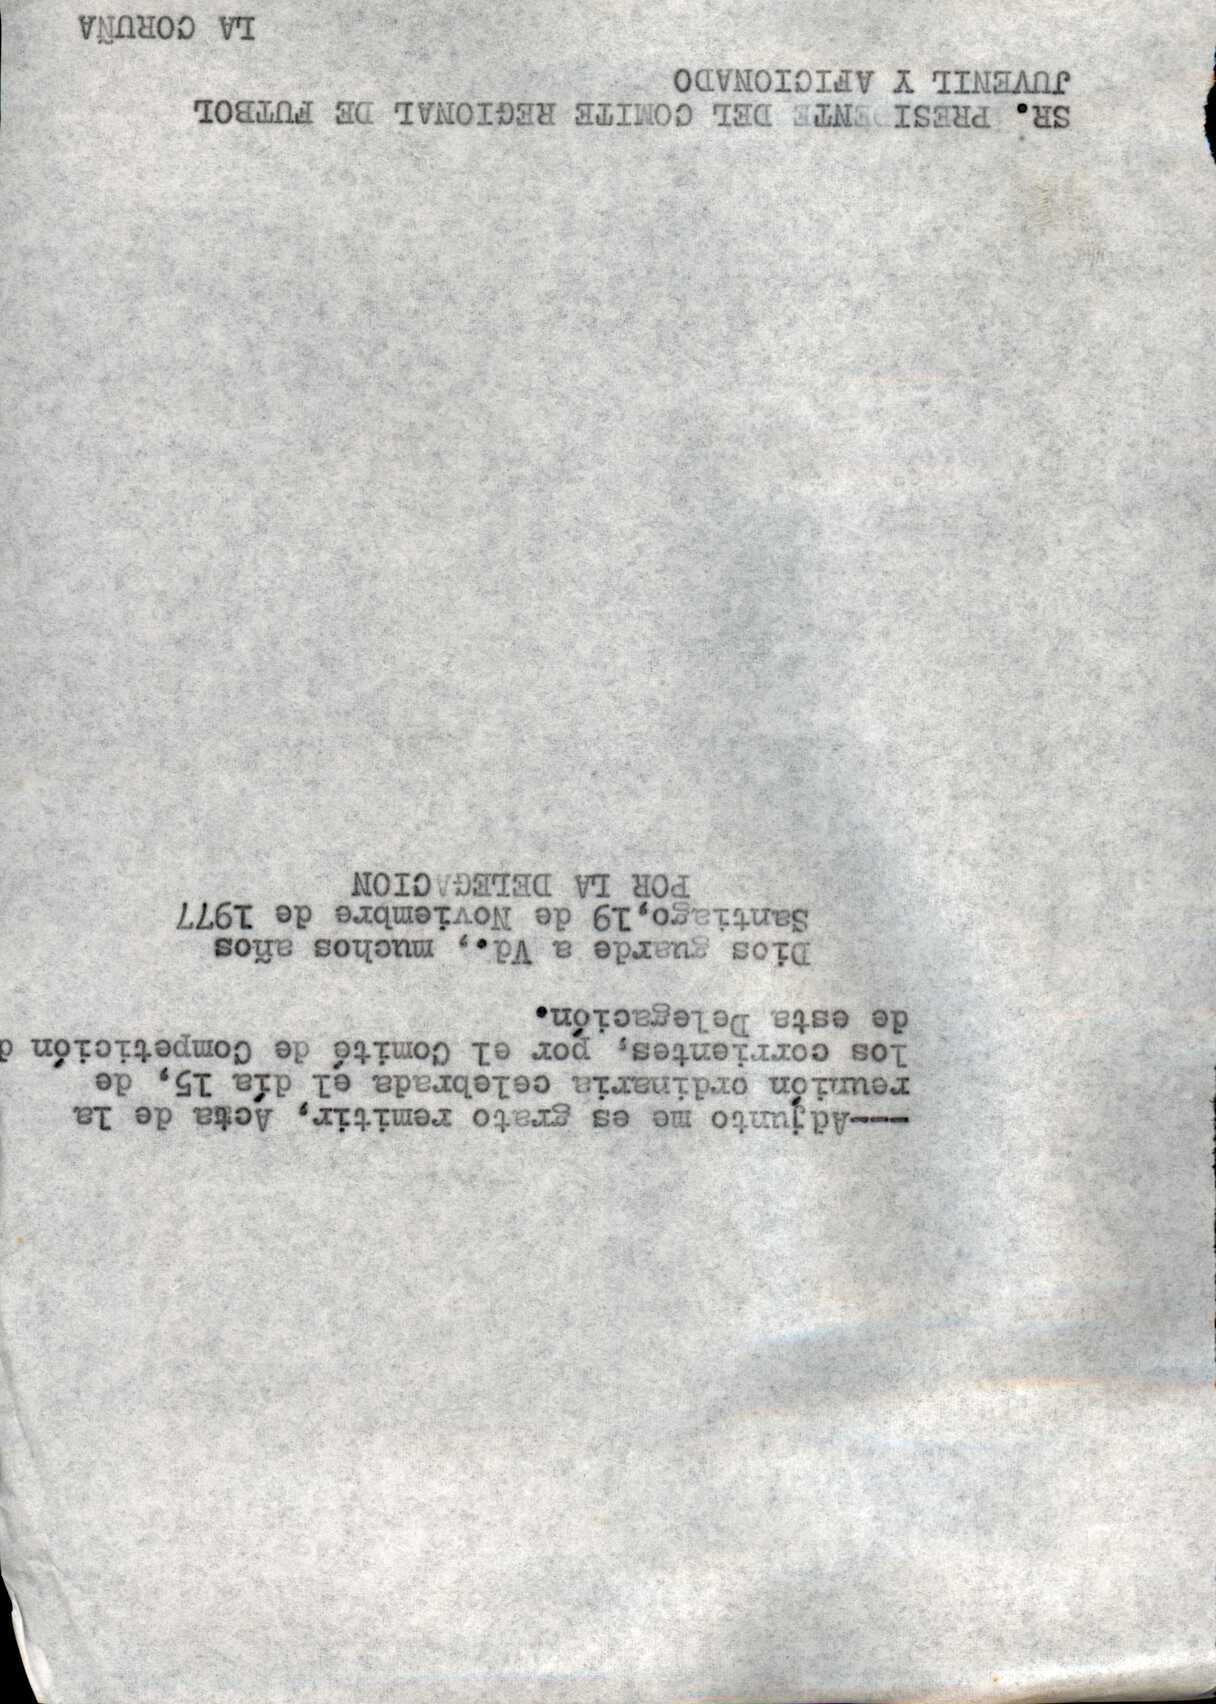 ---Adjunto me es grato remitir, Acta de la
reunión ordinaria celebrada el día 15, de
los corrientes, por el Comité de Competición d
de esta Delegación.
Dios guarde a Vd., muchos años
Santiago,19 de Noviembre de 1977
POR LA DELEGACION
SR. PRESIDENTE DEL COMITE REGIONAL DE FUTBOL
JUVENIL Y AFICIONADO
LA CORUÑA